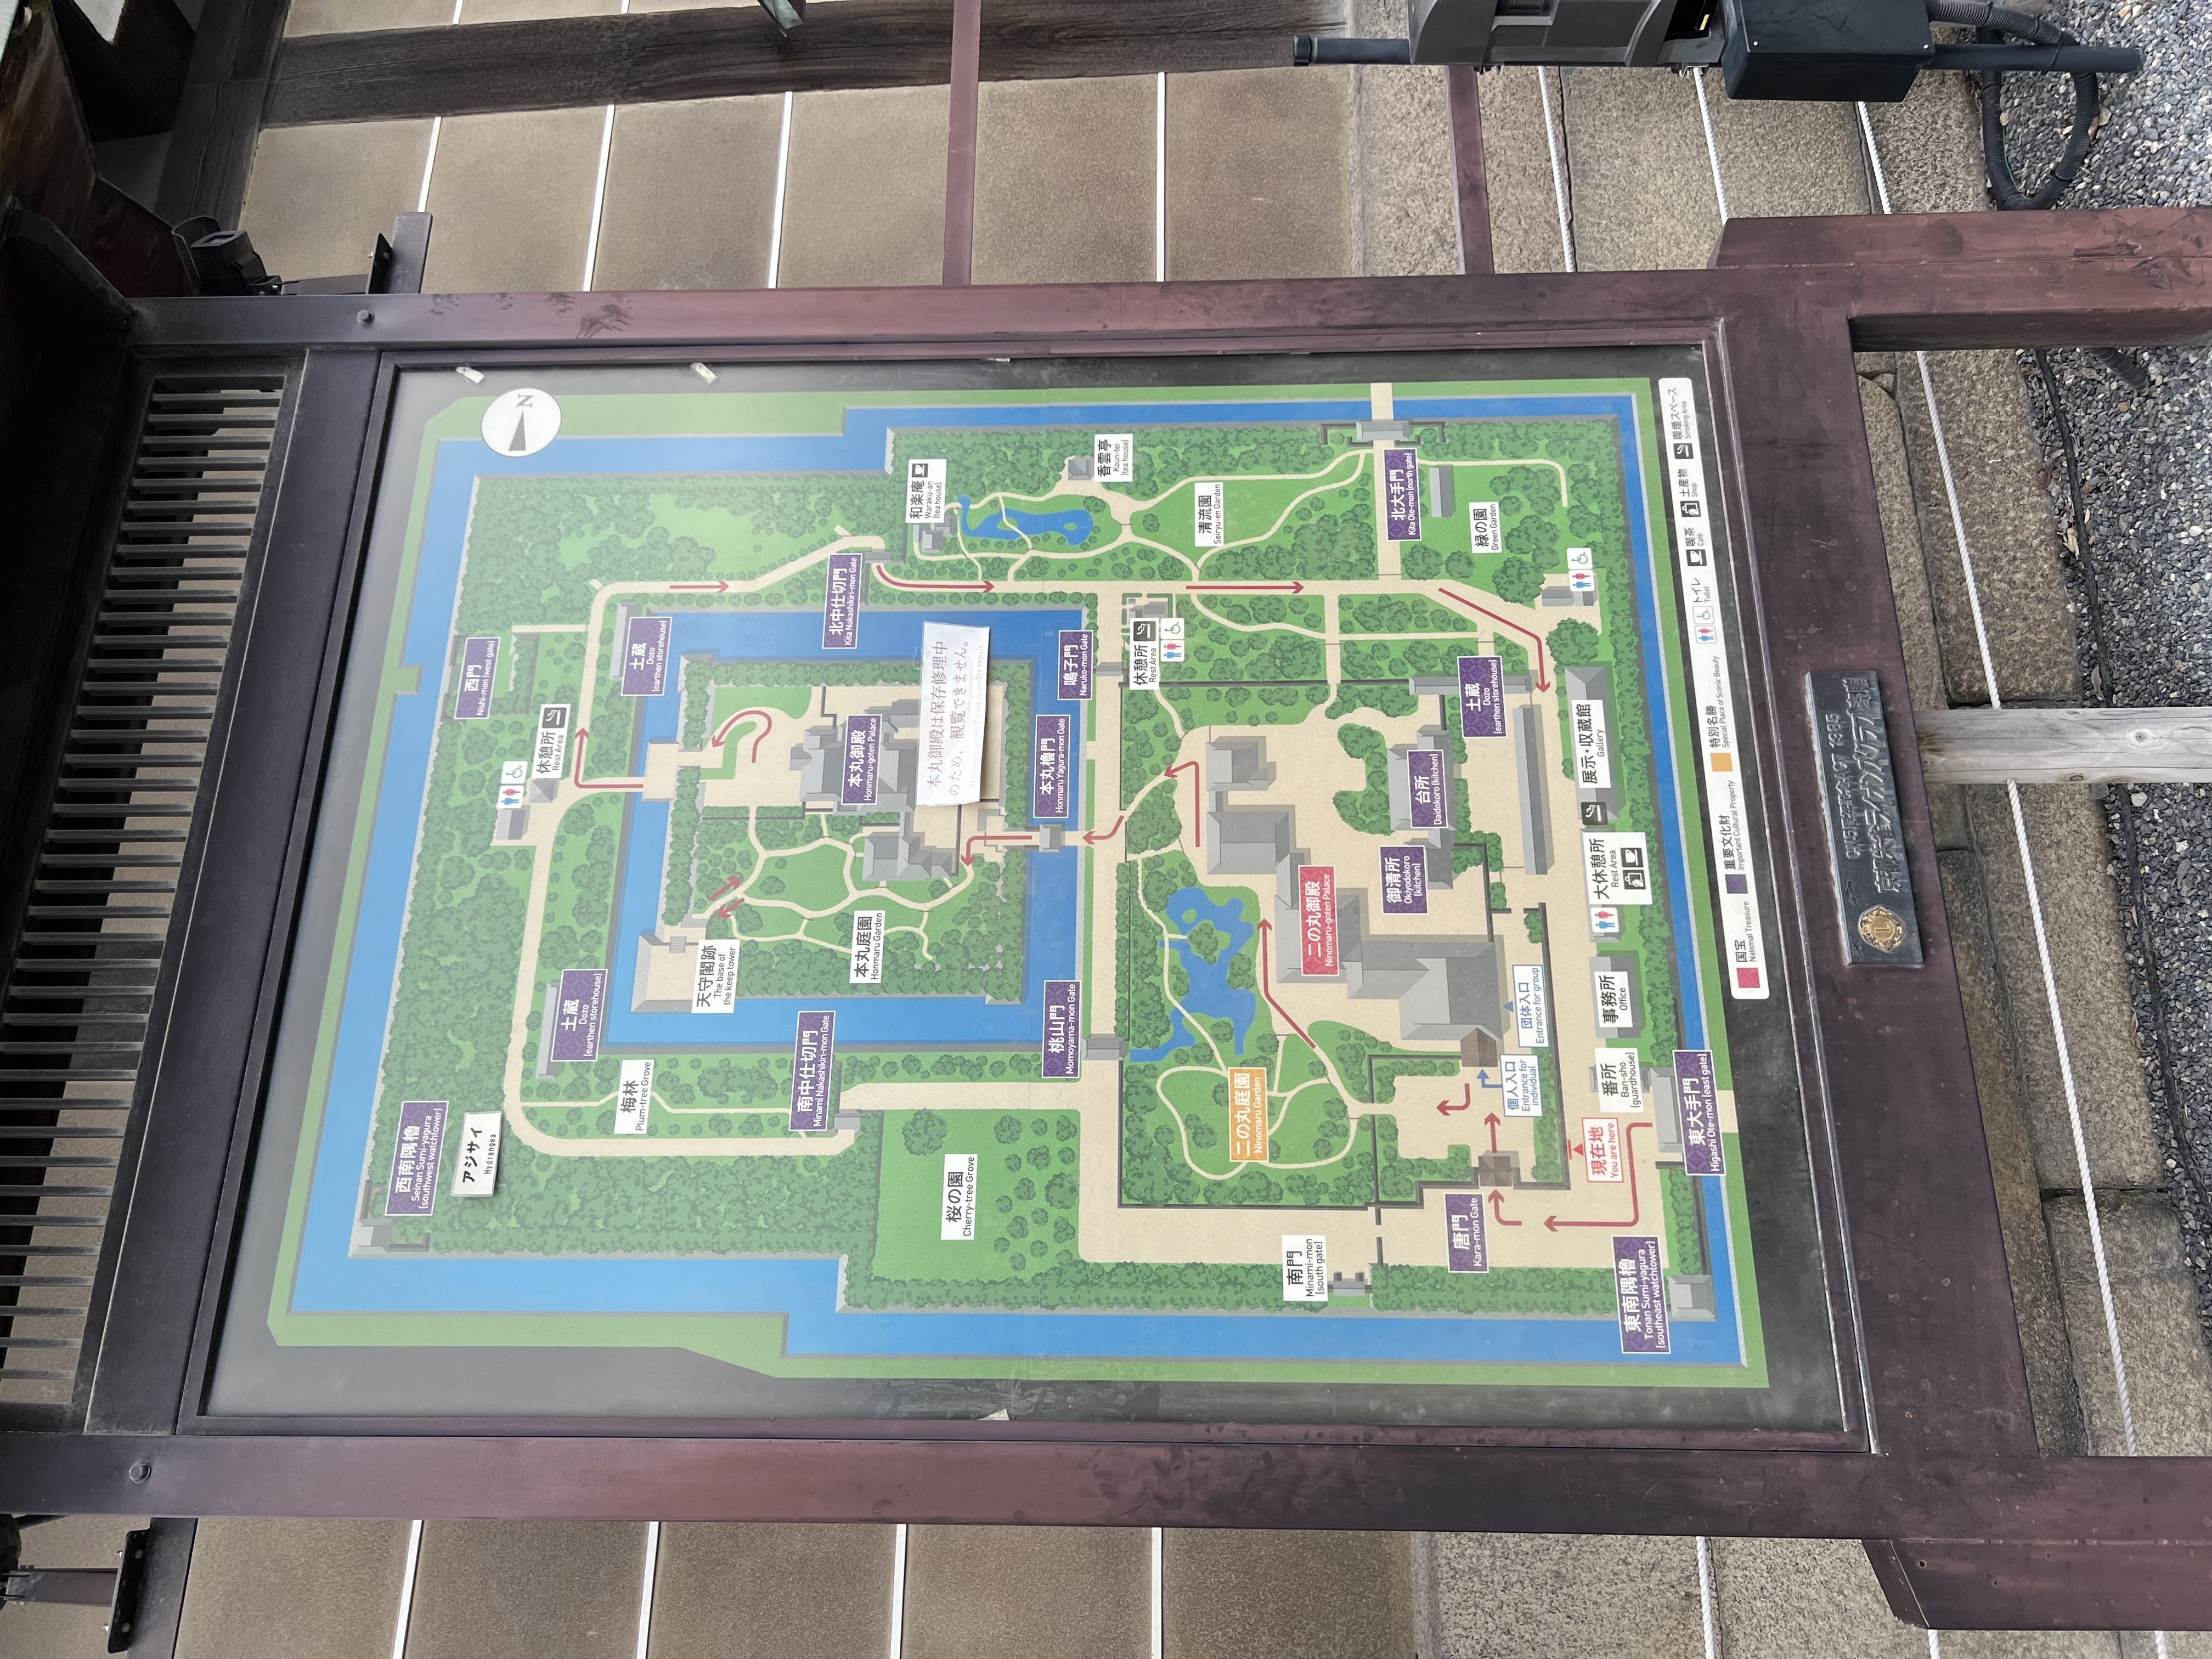 西南隅櫓
Seinan Sumi-yagura
(southwest watchtower)
アジサイ
Hydrangea
西門
Nishi-mon (west gate)
N
休憩所
Rest Area
土蔵
Dozo
(earthen storehouse)
梅林
Plum-tree Grove
土蔵
Dozo
(earthen storehouse)
天守閣跡
The base of
the keep tower
南中仕切門
Minami Nakashikiri-mon Gate
北中仕切門
Kita Nakashikiri-mon Gate
本丸庭園
Honmaru Garden
本丸御殿
Honmaru-goten Palace
和楽庵
Waraku-an
(tea house)
本丸御殿は保存修理中
のため。観覧できません。
Honmaru-goten Palace is under repair.
桜の園
Cherry-tree Grove
桃山門
Momoyama-mon Gate
本丸櫓門
Honmaru Yagura-mon Gate
鳴子門
Naruko-mon Gate
香雲亭
Koun-tei
(tea house)
休憩所
Rest Area
清流園
Seiryu-en Garden
二の丸庭園
Ninomaru Garden
南門
Minami-mon
(south gate)
二の丸御殿
Ninomaru-goten Palace
御清所
Okiyodokoro
(kitchen)
台所
Daidokoro (kitchen)
北大手門
Kita Ote-mon (north gate)
唐門
Kara-mon Gate
土蔵
Dozo
(earthen storehouse)
緑の園
Green Garden
個人入口
Entrance for
individual
団体入口
Entrance for group
現在地
You are here
番所
Ban-sho
(guardhouse)
事務所
Office
大休憩所
Rest Area
展示・収蔵館
Gallery
東南隅櫓
Tonan Sumi-yagura
(southeast watchtower)
東大手門
Higashi Ote-mon (east gate)
国宝
National Treasure
重要文化財
Important Cultural Property
特別名勝
Special Place of Scenic Beauty
トイレ
Toilet
喫茶
Café
土産物
Shop
喫煙スペース
Smoking Area
ACT 1985
京都朱雀ライオンズクラブ寄贈